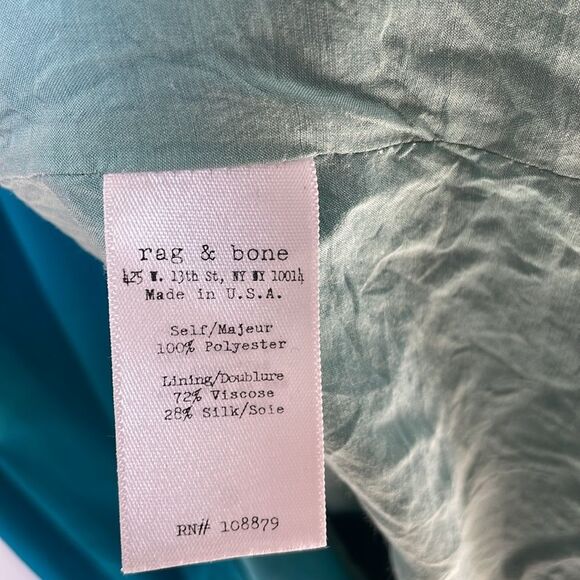 rag & bone
425 W. 13th St, NY NY 10014
Made in U.S.A.
Self/Majeur
100% Polyester
Lining/Doublure
72% Viscose
28% Silk/Soie
RN# 108879